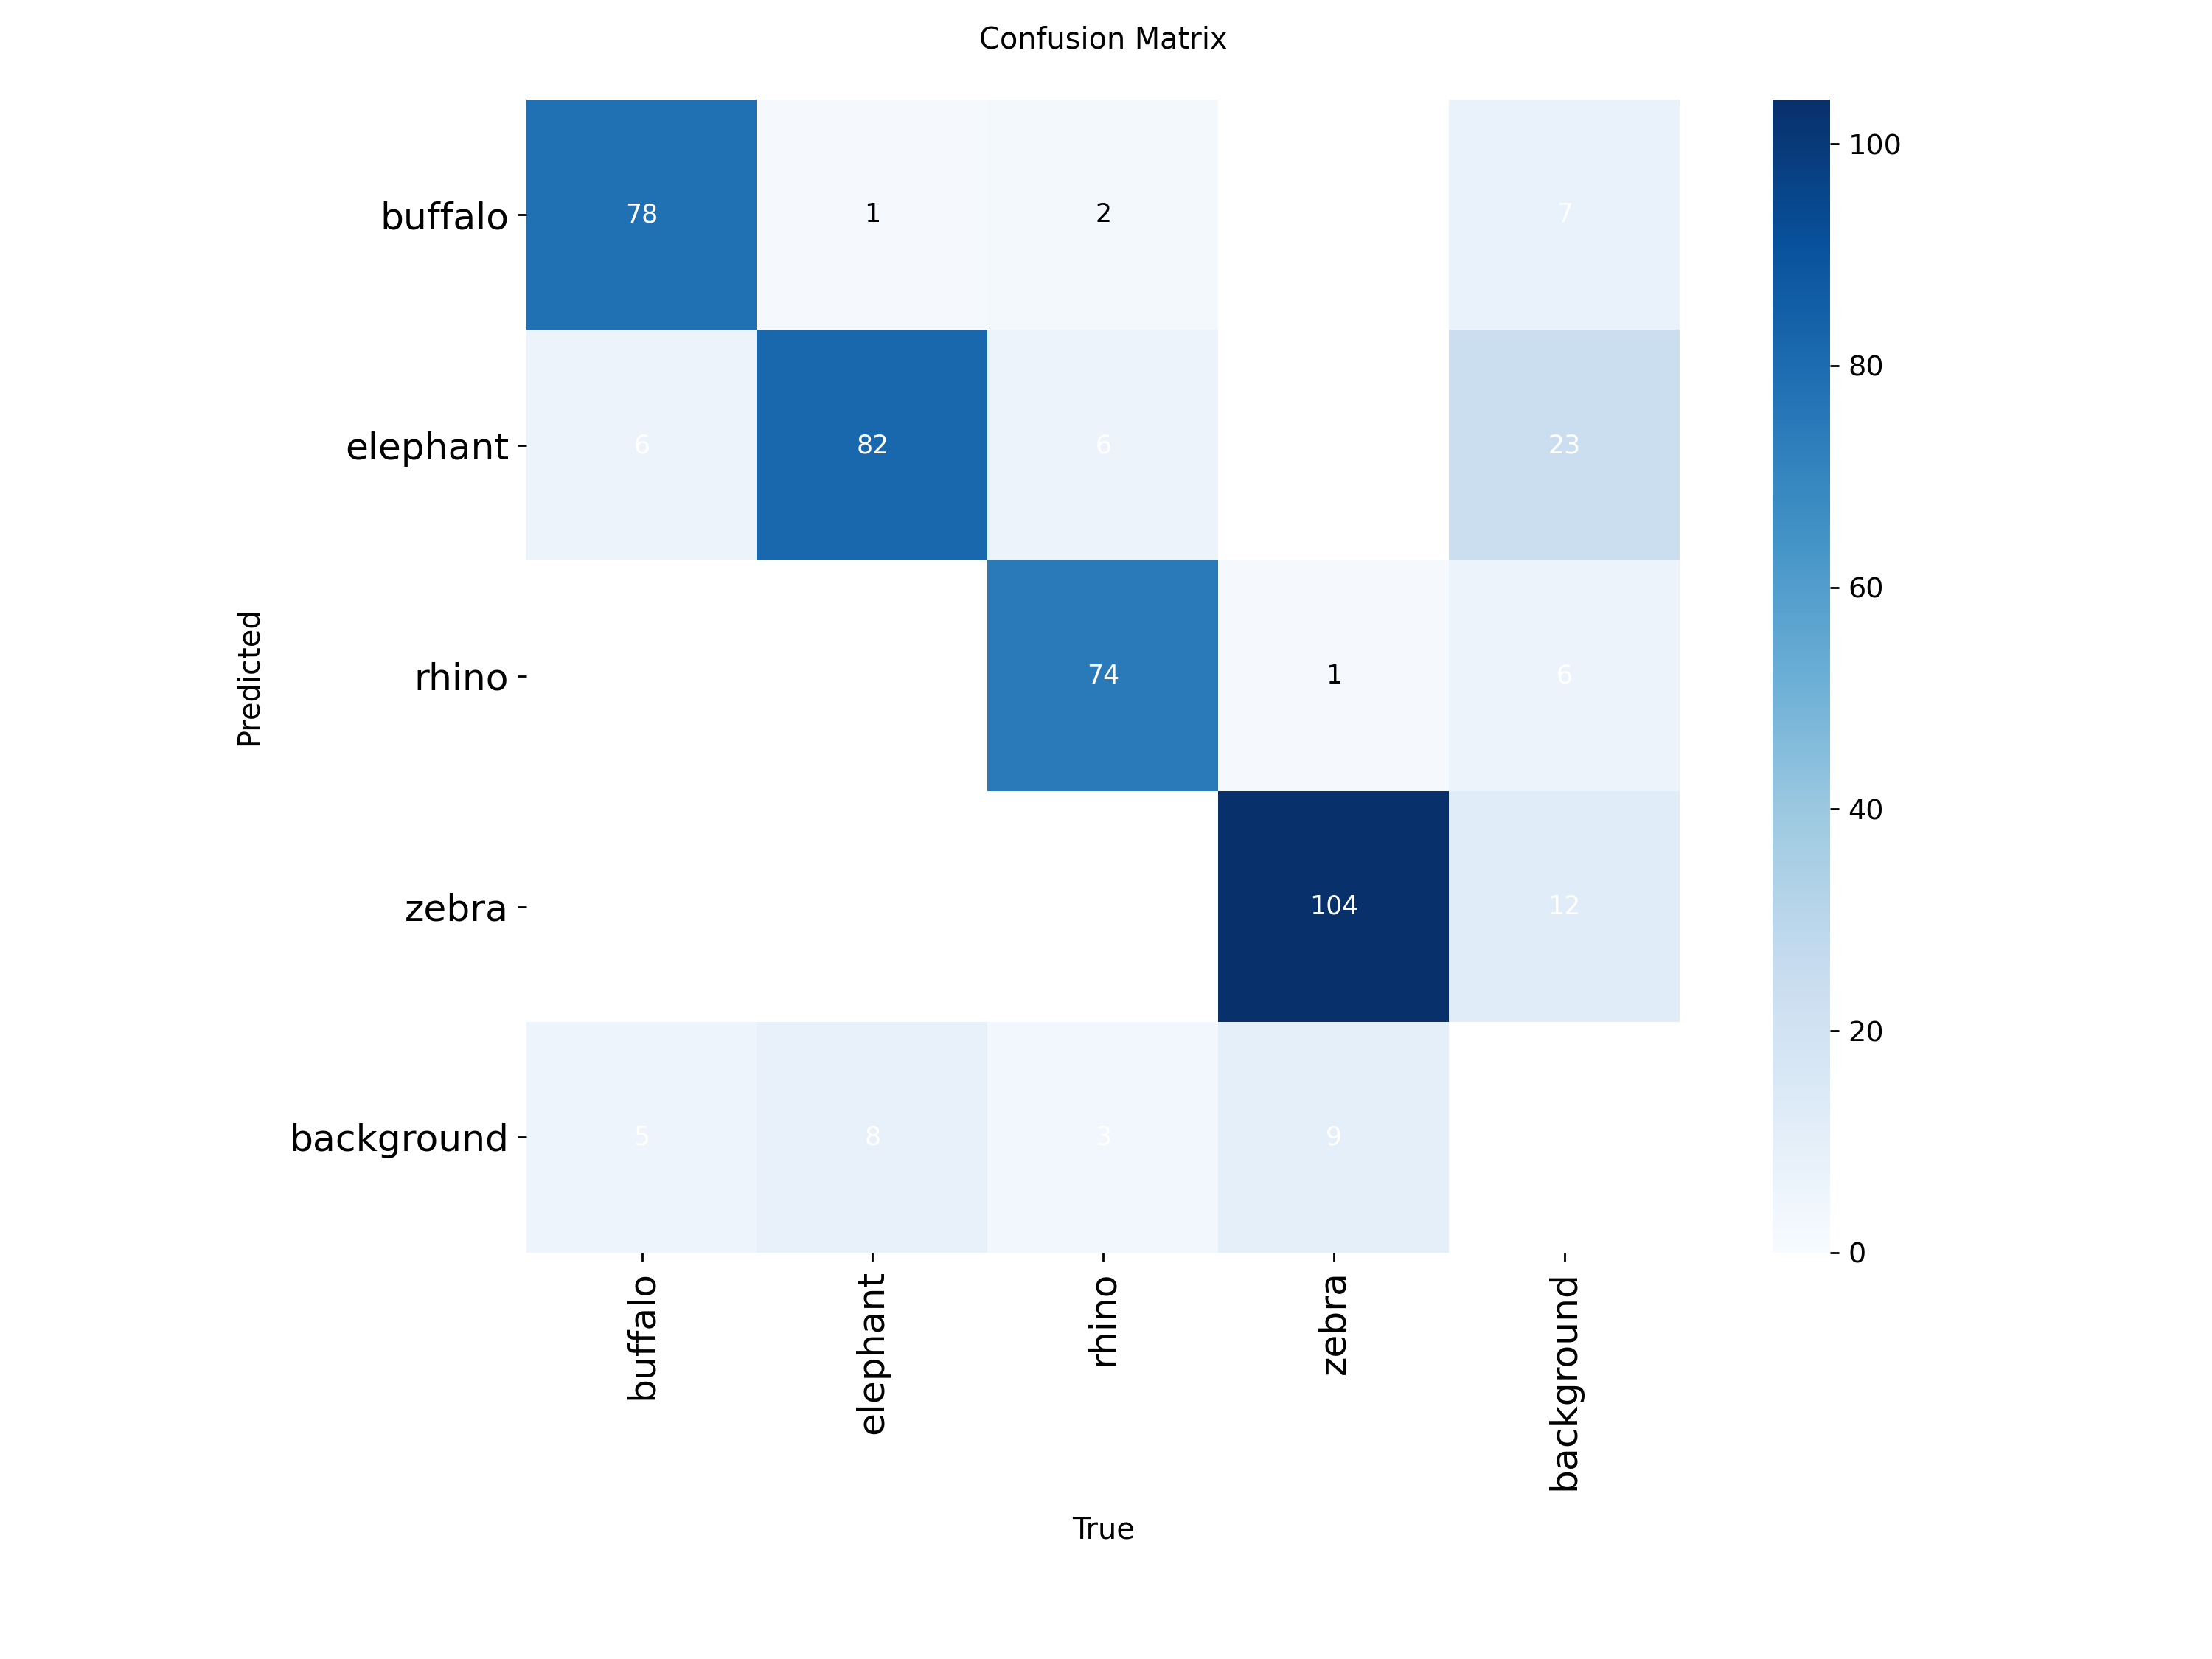 Confusion Matrix
buffalo 78 1 2 7
elephant 6 82 6 23
rhino 74 1 6
zebra 104 12
background 5 8 3 9
Predicted
buffalo elephant rhino zebra background
True
100
80
60
40
20
0